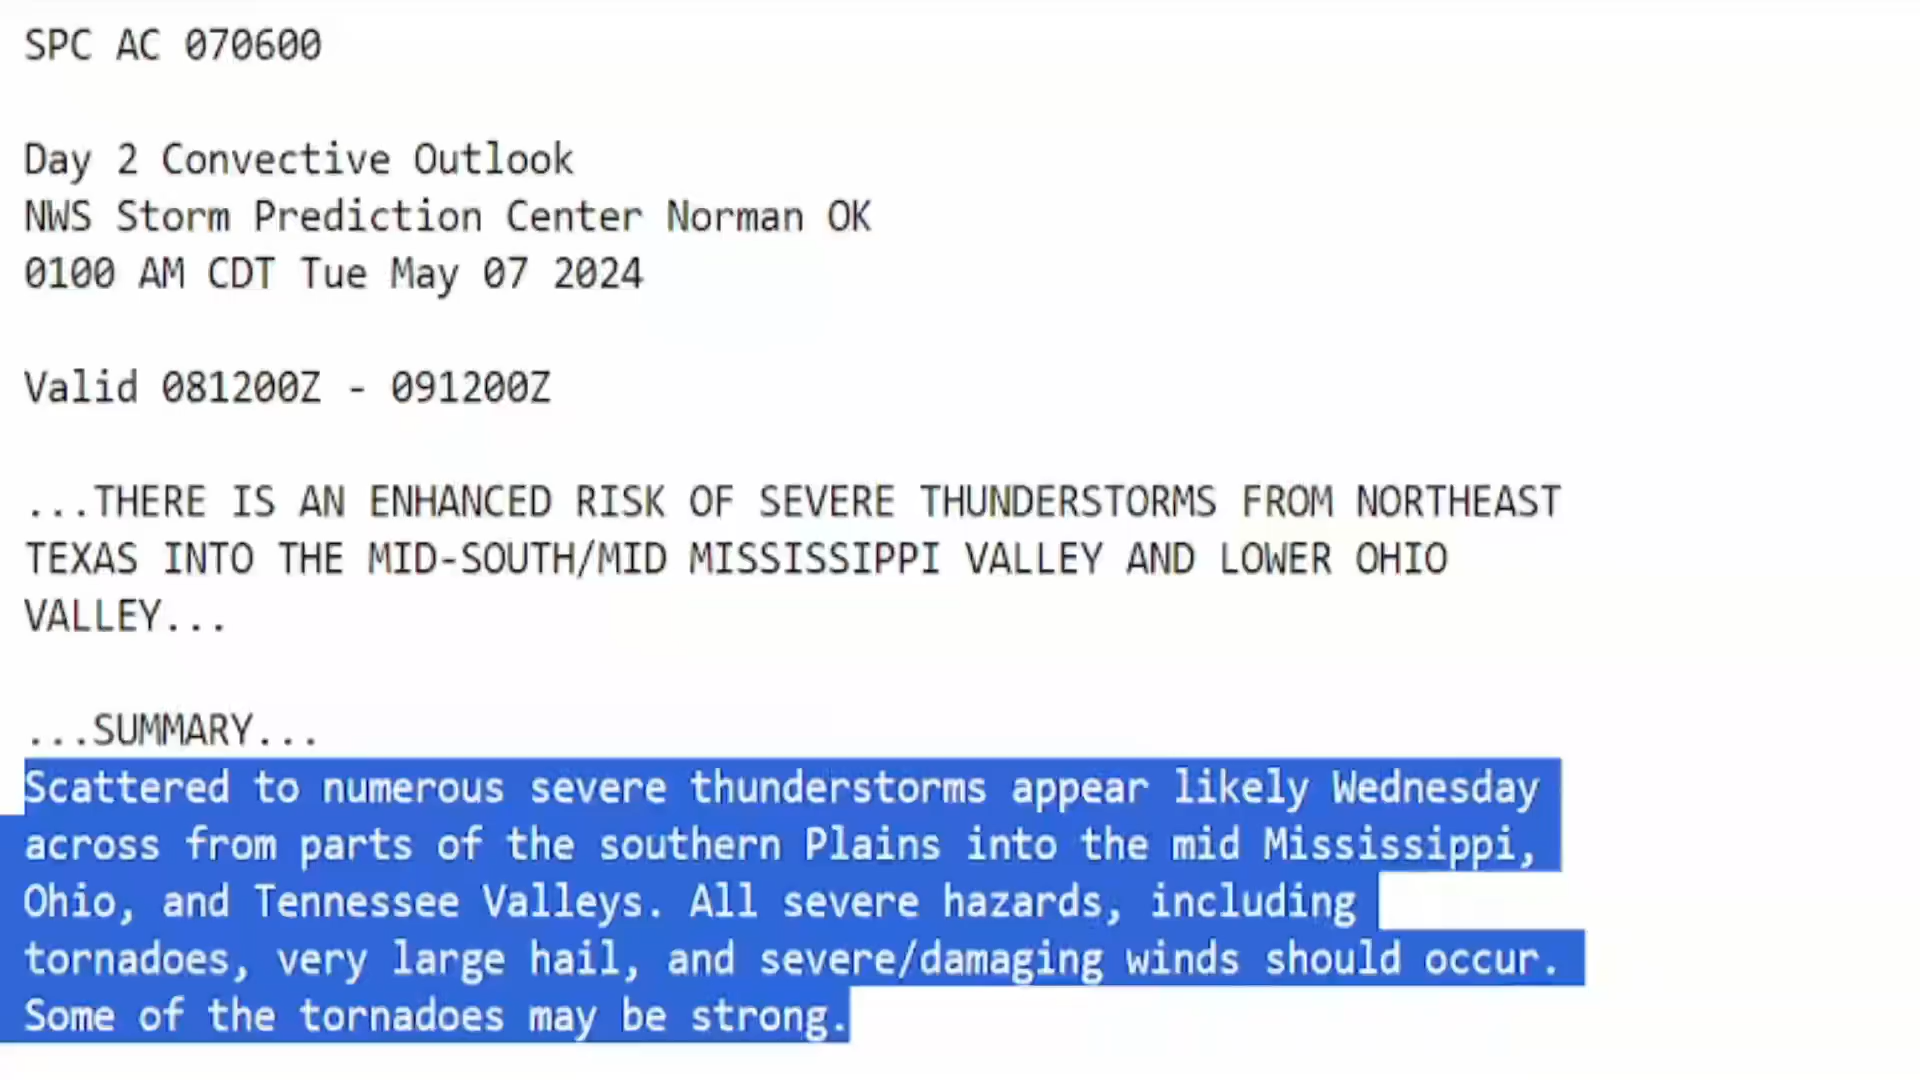 SPC AC 070600
Day 2 Convective Outlook
NWS Storm Prediction Center Norman OK
0100 AM CDT Tue May 07 2024
Valid 081200Z - 091200Z
...THERE IS AN ENHANCED RISK OF SEVERE THUNDERSTORMS FROM NORTHEAST
TEXAS INTO THE MID-SOUTH/MID MISSISSIPPI VALLEY AND LOWER OHIO
VALLEY...
...SUMMARY...
Scattered to numerous severe thunderstorms appear likely Wednesday
across from parts of the southern Plains into the mid Mississippi,
Ohio, and Tennessee Valleys. All severe hazards, including
tornadoes, very large hail, and severe/damaging winds should occur.
Some of the tornadoes may be strong.